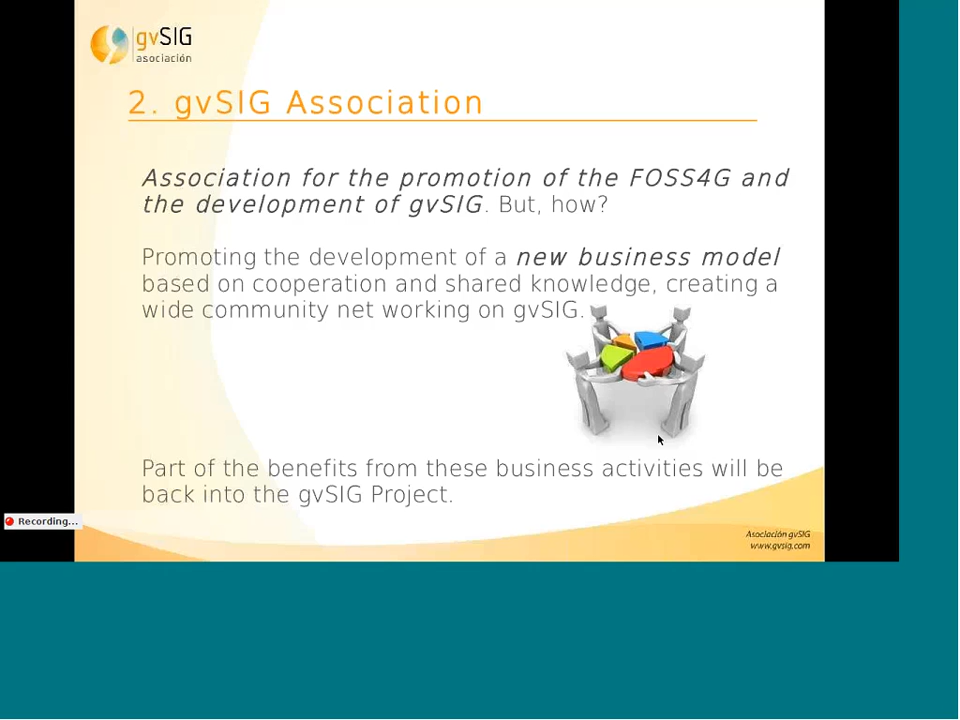 gvSIG
asociación
2. gvSIG Association
Association for the promotion of the FOSS4G and
the development of gvSIG. But, how?
Promoting the development of a new business model
based on cooperation and shared knowledge, creating a
wide community net working on gvSIG.
Part of the benefits from these business activities will be
back into the gvSIG Project.
Recording...
Asociación gvSIG
www.gvsig.com